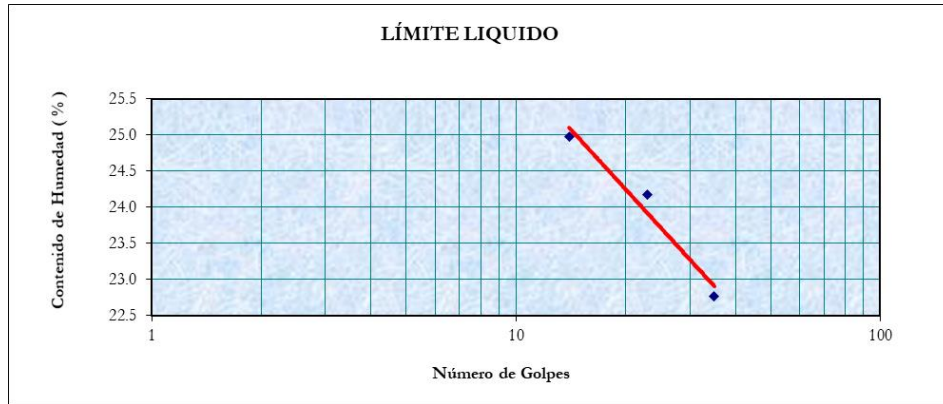 LÍMITE LIQUIDO
Contenido de Humedad ( % )
25.5
25.0
24.5
24.0
23.5
23.0
22.5
1 10 100
Número de Golpes